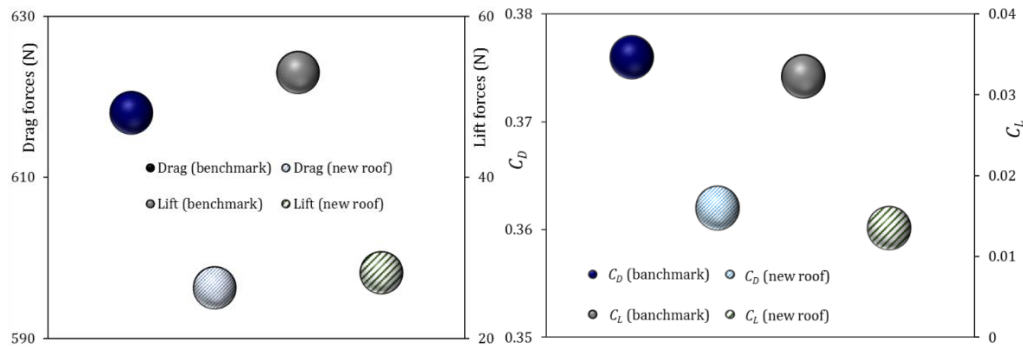 630
610
590
Drag forces (N)
Drag (benchmark)
Drag (new roof)
Lift (benchmark)
Lift (new roof)
60
40
20
Lift forces (N)
0.38
0.37
0.36
0.35
C_D
C_D (banchmark)
C_D (new roof)
C_L (banchmark)
C_L (new roof)
0.04
0.03
0.02
0.01
0
C_L